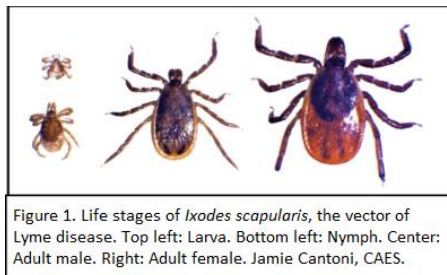 Figure 1. Life stages of Ixodes scapularis, the vector of
Lyme disease. Top left: Larva. Bottom left: Nymph. Center:
Adult male. Right: Adult female. Jamie Cantoni, CAES.